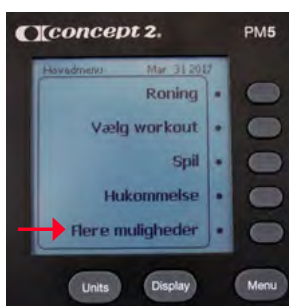 concept 2.
PM5
Hovedmenu Mar 31 2017
Roning
Vælg workout
Spil
Hukommelse
Flere muligheder
Units Display Menu